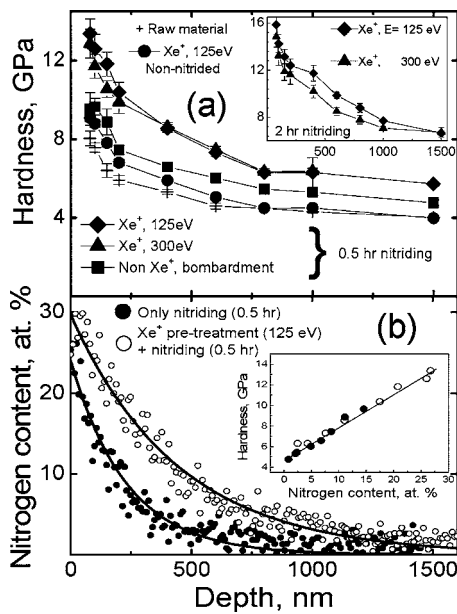 + Raw material
Xe+, 125eV
Non-nitrided
(a)
Hardness, GPa
12
8
4
16
12
8
Xe+, E= 125 eV
Xe+, 300 eV
2 hr nitriding
500
1000
1500
Xe+, 125eV
Xe+, 300eV
Non Xe+, bombardment
} 0.5 hr nitriding
(b)
Only nitriding (0.5 hr)
Xe+ pre-treatment (125 eV)
+ nitriding (0.5 hr)
Nitrogen content, at. %
30
20
10
Hardness, GPa
14
12
10
8
6
4
0 5 10 15 20 25 30
Nitrogen content, at. %
0
500
1000
1500
Depth, nm